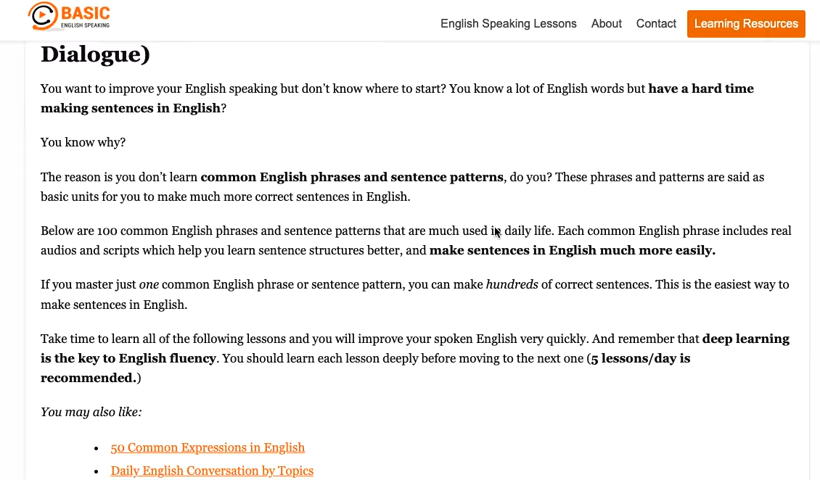 BASIC
ENGLISH SPEAKING
English Speaking Lessons About Contact Learning Resources
Dialogue)
You want to improve your English speaking but don't know where to start? You know a lot of English words but have a hard time
making sentences in English?
You know why?
The reason is you don't learn common English phrases and sentence patterns, do you? These phrases and patterns are said as
basic units for you to make much more correct sentences in English.
Below are 100 common English phrases and sentence patterns that are much used in daily life. Each common English phrase includes real
audios and scripts which help you learn sentence structures better, and make sentences in English much more easily.
If you master just one common English phrase or sentence pattern, you can make hundreds of correct sentences. This is the easiest way to
make sentences in English.
Take time to learn all of the following lessons and you will improve your spoken English very quickly. And remember that deep learning
is the key to English fluency. You should learn each lesson deeply before moving to the next one (5 lessons/day is
recommended.)
You may also like:
• 50 Common Expressions in English
• Daily English Conversation by Topics